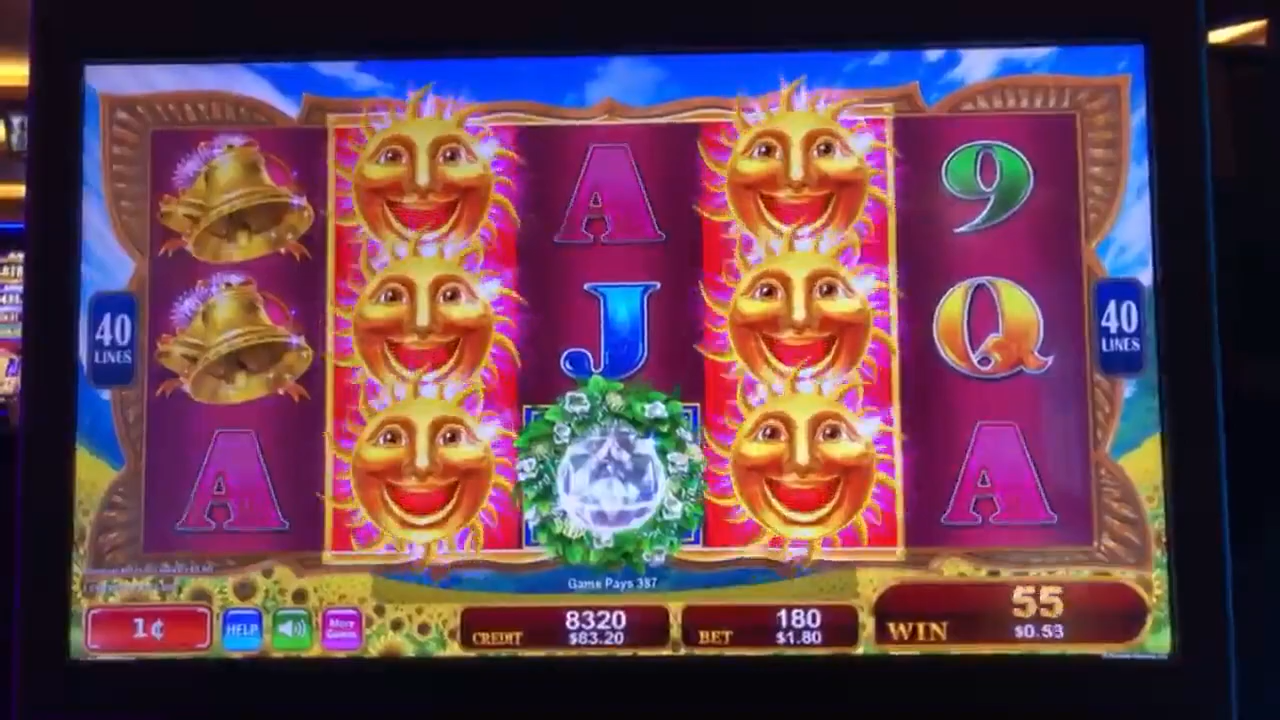 A
9
J
Q
40
LINES
40
LINES
A
A
Game Pays 387
1¢
HELP
More
Games
CREDIT
8320
$83.20
BET
180
$1.80
WIN
55
$0.53